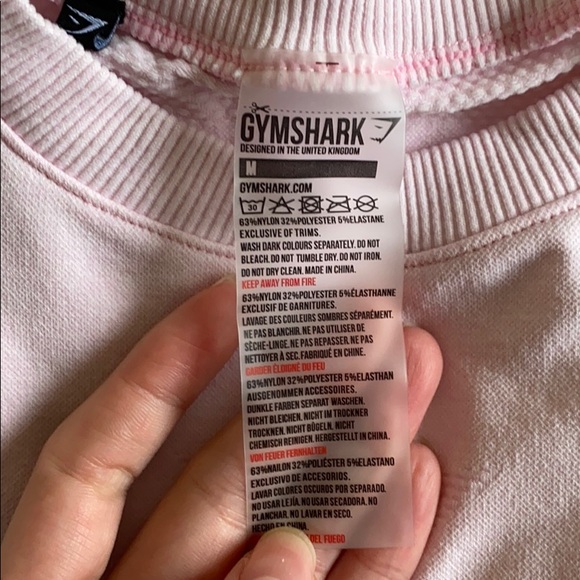 GYMSHARK
DESIGNED IN THE UNITED KINGDOM
M
GYMSHARK.COM
30
63%NYLON 32%POLYESTER 5%ELASTANE
EXCLUSIVE OF TRIMS.
WASH DARK COLOURS SEPARATELY. DO NOT
BLEACH. DO NOT TUMBLE DRY. DO NOT IRON.
DO NOT DRY CLEAN. MADE IN CHINA.
KEEP AWAY FROM FIRE
63%NYLON 32%POLYESTER 5%ÉLASTHANNE
EXCLUSIF DE GARNITURES.
LAVAGE DES COULEURS SOMBRES SÉPARÉMENT.
NE PAS BLANCHIR. NE PAS UTILISER DE
SÈCHE-LINGE. NE PAS REPASSER. NE PAS
NETTOYER À SEC. FABRIQUÉ EN CHINE.
GARDER ÉLOIGNÉ DU FEU
63%NYLON 32%POLYESTER 5%ELASTHAN
AUSGENOMMEN ACCESSOIRES.
DUNKLE FARBEN SEPARAT WASCHEN.
NICHT BLEICHEN. NICHT IM TROCKNER
TROCKNEN. NICHT BÜGELN. NICHT
CHEMISCH REINIGEN. HERGESTELLT IN CHINA.
VON FEUER FERNHALTEN
63%NAILON 32%POLIÉSTER 5%ELASTANO
EXCLUSIVO DE ACCESORIOS.
LAVAR COLORES OSCUROS POR SEPARADO.
NO USAR LEJÍA. NO USAR SECADORA. NO
PLANCHAR. NO LAVAR EN SECO.
HECHO EN CHINA.
DEL FUEGO